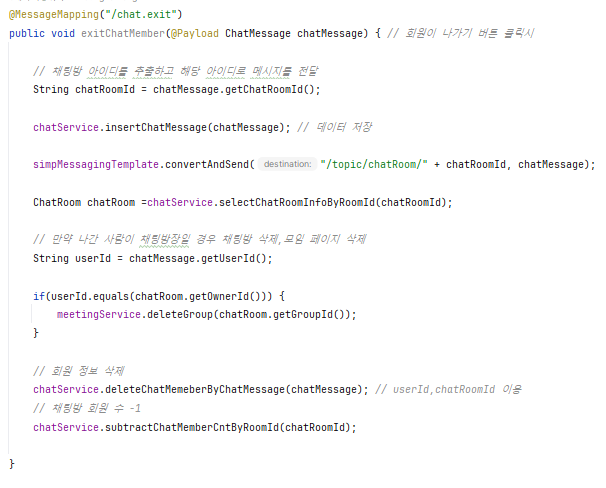 @MessageMapping("/chat.exit")
public void exitChatMember(@Payload ChatMessage chatMessage) { // 회원이 나가기 버튼 클릭시
// 채팅방 아이디를 추출하고 해당 아이디로 메시지를 전달
String chatRoomId = chatMessage.getChatRoomId();
chatService.insertChatMessage(chatMessage); // 데이터 저장
simpMessagingTemplate.convertAndSend( destination: "/topic/chatRoom/" + chatRoomId, chatMessage);
ChatRoom chatRoom =chatService.selectChatRoomInfoByRoomId(chatRoomId);
// 만약 나간 사람이 채팅방장일 경우 채팅방 삭제,모임 페이지 삭제
String userId = chatMessage.getUserId();
if(userId.equals(chatRoom.getOwnerId())) {
meetingService.deleteGroup(chatRoom.getGroupId());
}
// 회원 정보 삭제
chatService.deleteChatMemeberByChatMessage(chatMessage); // userId,chatRoomId 이용
// 채팅방 회원 수 -1
chatService.subtractChatMemberCntByRoomId(chatRoomId);
}